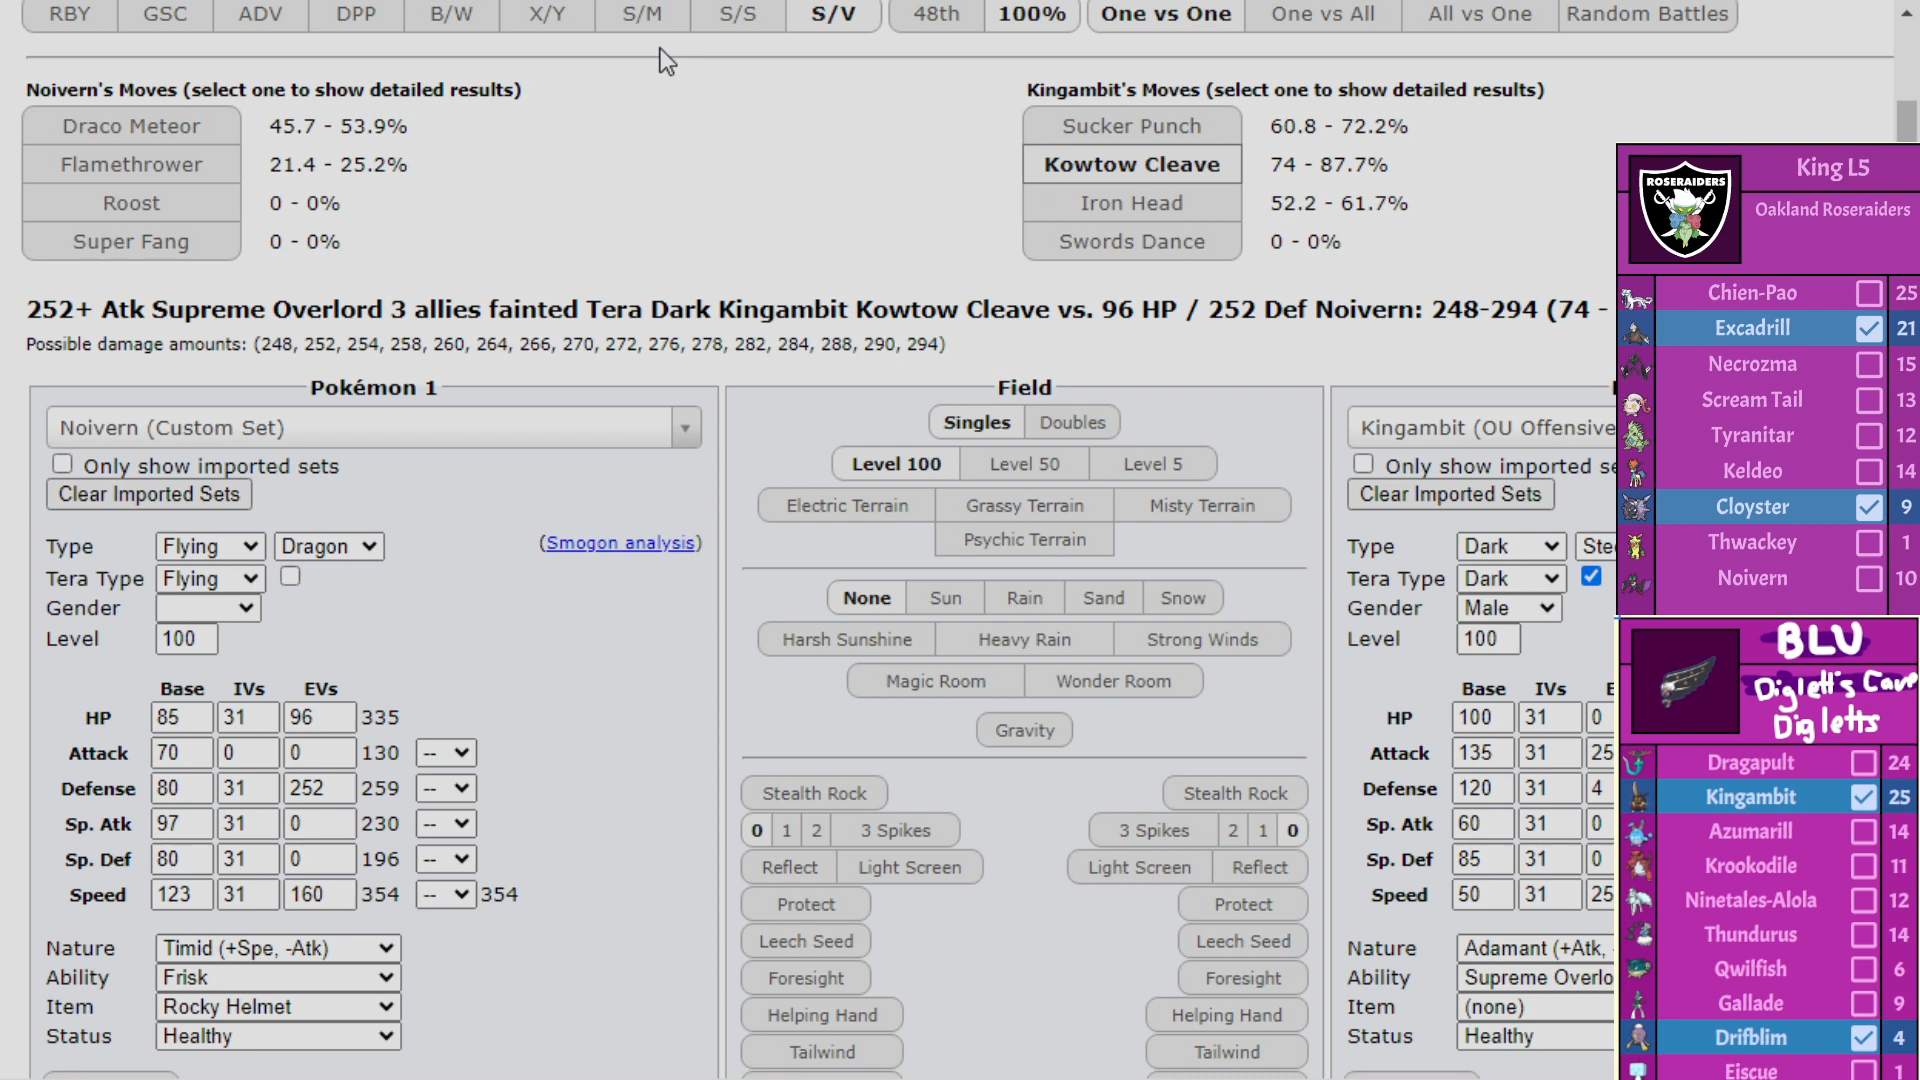 RBY GSC ADV DPP B/W X/Y S/M S/S S/V 48th 100% One vs One One vs All All vs One Random Battles
Noivern's Moves (select one to show detailed results)
Draco Meteor 45.7 - 53.9%
Flamethrower 21.4 - 25.2%
Roost 0 - 0%
Super Fang 0 - 0%
Kingambit's Moves (select one to show detailed results)
Sucker Punch 60.8 - 72.2%
Kowtow Cleave 74 - 87.7%
Iron Head 52.2 - 61.7%
Swords Dance 0 - 0%
252+ Atk Supreme Overlord 3 allies fainted Tera Dark Kingambit Kowtow Cleave vs. 96 HP / 252 Def Noivern: 248-294 (74 -
Possible damage amounts: (248, 252, 254, 258, 260, 264, 266, 270, 272, 276, 278, 282, 284, 288, 290, 294)
Pokémon 1
Noivern (Custom Set)
Only show imported sets
Clear Imported Sets
Type Flying Dragon (Smogon analysis)
Tera Type Flying
Gender
Level 100
Base IVs EVs
HP 85 31 96 335
Attack 70 0 0 130 --
Defense 80 31 252 259 --
Sp. Atk 97 31 0 230 --
Sp. Def 80 31 0 196 --
Speed 123 31 160 354 -- 354
Nature Timid (+Spe, -Atk)
Ability Frisk
Item Rocky Helmet
Status Healthy
Field
Singles Doubles
Level 100 Level 50 Level 5
Electric Terrain Grassy Terrain Misty Terrain
Psychic Terrain
None Sun Rain Sand Snow
Harsh Sunshine Heavy Rain Strong Winds
Magic Room Wonder Room
Gravity
Stealth Rock Stealth Rock
0 1 2 3 Spikes 3 Spikes 2 1 0
Reflect Light Screen Light Screen Reflect
Protect Protect
Leech Seed Leech Seed
Foresight Foresight
Helping Hand Helping Hand
Tailwind Tailwind
Kingambit (OU Offensive
Only show imported se
Clear Imported Sets
Type Dark Stee
Tera Type Dark
Gender Male
Level 100
Base IVs E
HP 100 31 0
Attack 135 31 25
Defense 120 31 4
Sp. Atk 60 31 0
Sp. Def 85 31 0
Speed 50 31 25
Nature Adamant (+Atk,
Ability Supreme Overlo
Item (none)
Status Healthy
ROSERAIDERS
King L5
Oakland Roseraiders
Chien-Pao 25
Excadrill 21
Necrozma 15
Scream Tail 13
Tyranitar 12
Keldeo 14
Cloyster 9
Thwackey 1
Noivern 10
BLU
Diglett's Cave
Digletts
Dragapult 24
Kingambit 25
Azumarill 14
Krookodile 11
Ninetales-Alola 12
Thundurus 14
Qwilfish 6
Gallade 9
Drifblim 4
Eiscue 1